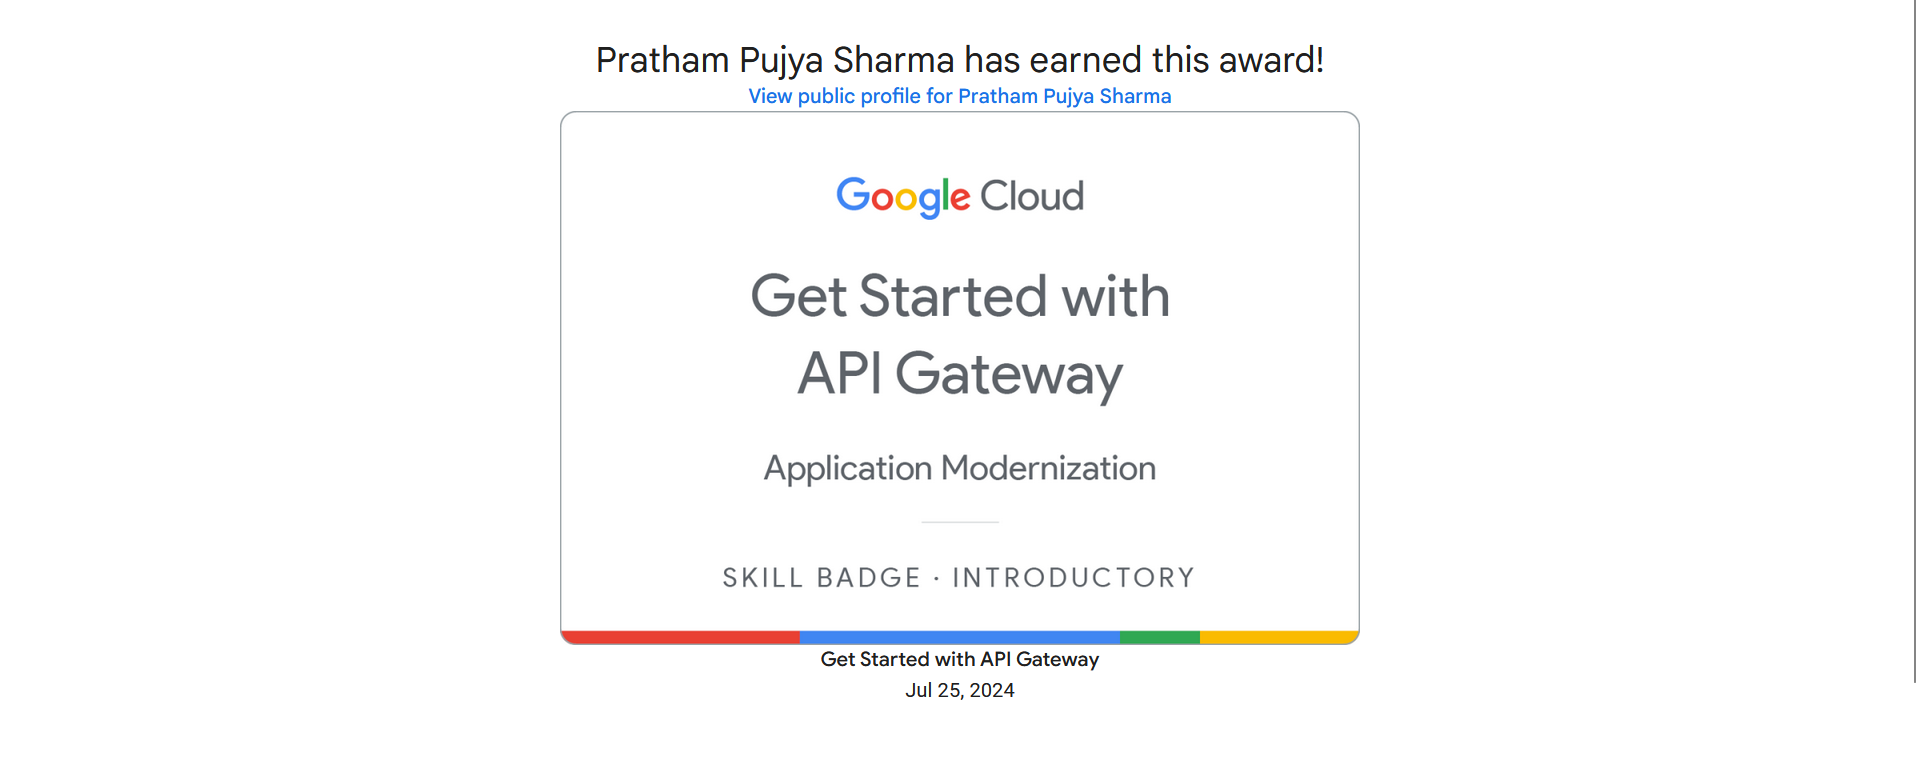 Pratham Pujya Sharma has earned this award!
View public profile for Pratham Pujya Sharma
Google Cloud
Get Started with
API Gateway
Application Modernization
SKILL BADGE · INTRODUCTORY
Get Started with API Gateway
Jul 25, 2024